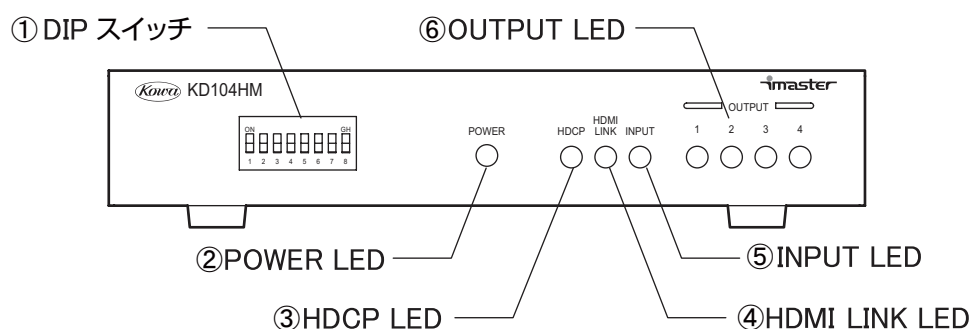 ①DIP スイッチ
⑥OUTPUT LED
Kowa KD104HM
imaster
OUTPUT
1 2 3 4
ON GH
1 2 3 4 5 6 7 8
POWER
HDCP
HDMI
LINK
INPUT
②POWER LED
⑤INPUT LED
③HDCP LED
④HDMI LINK LED